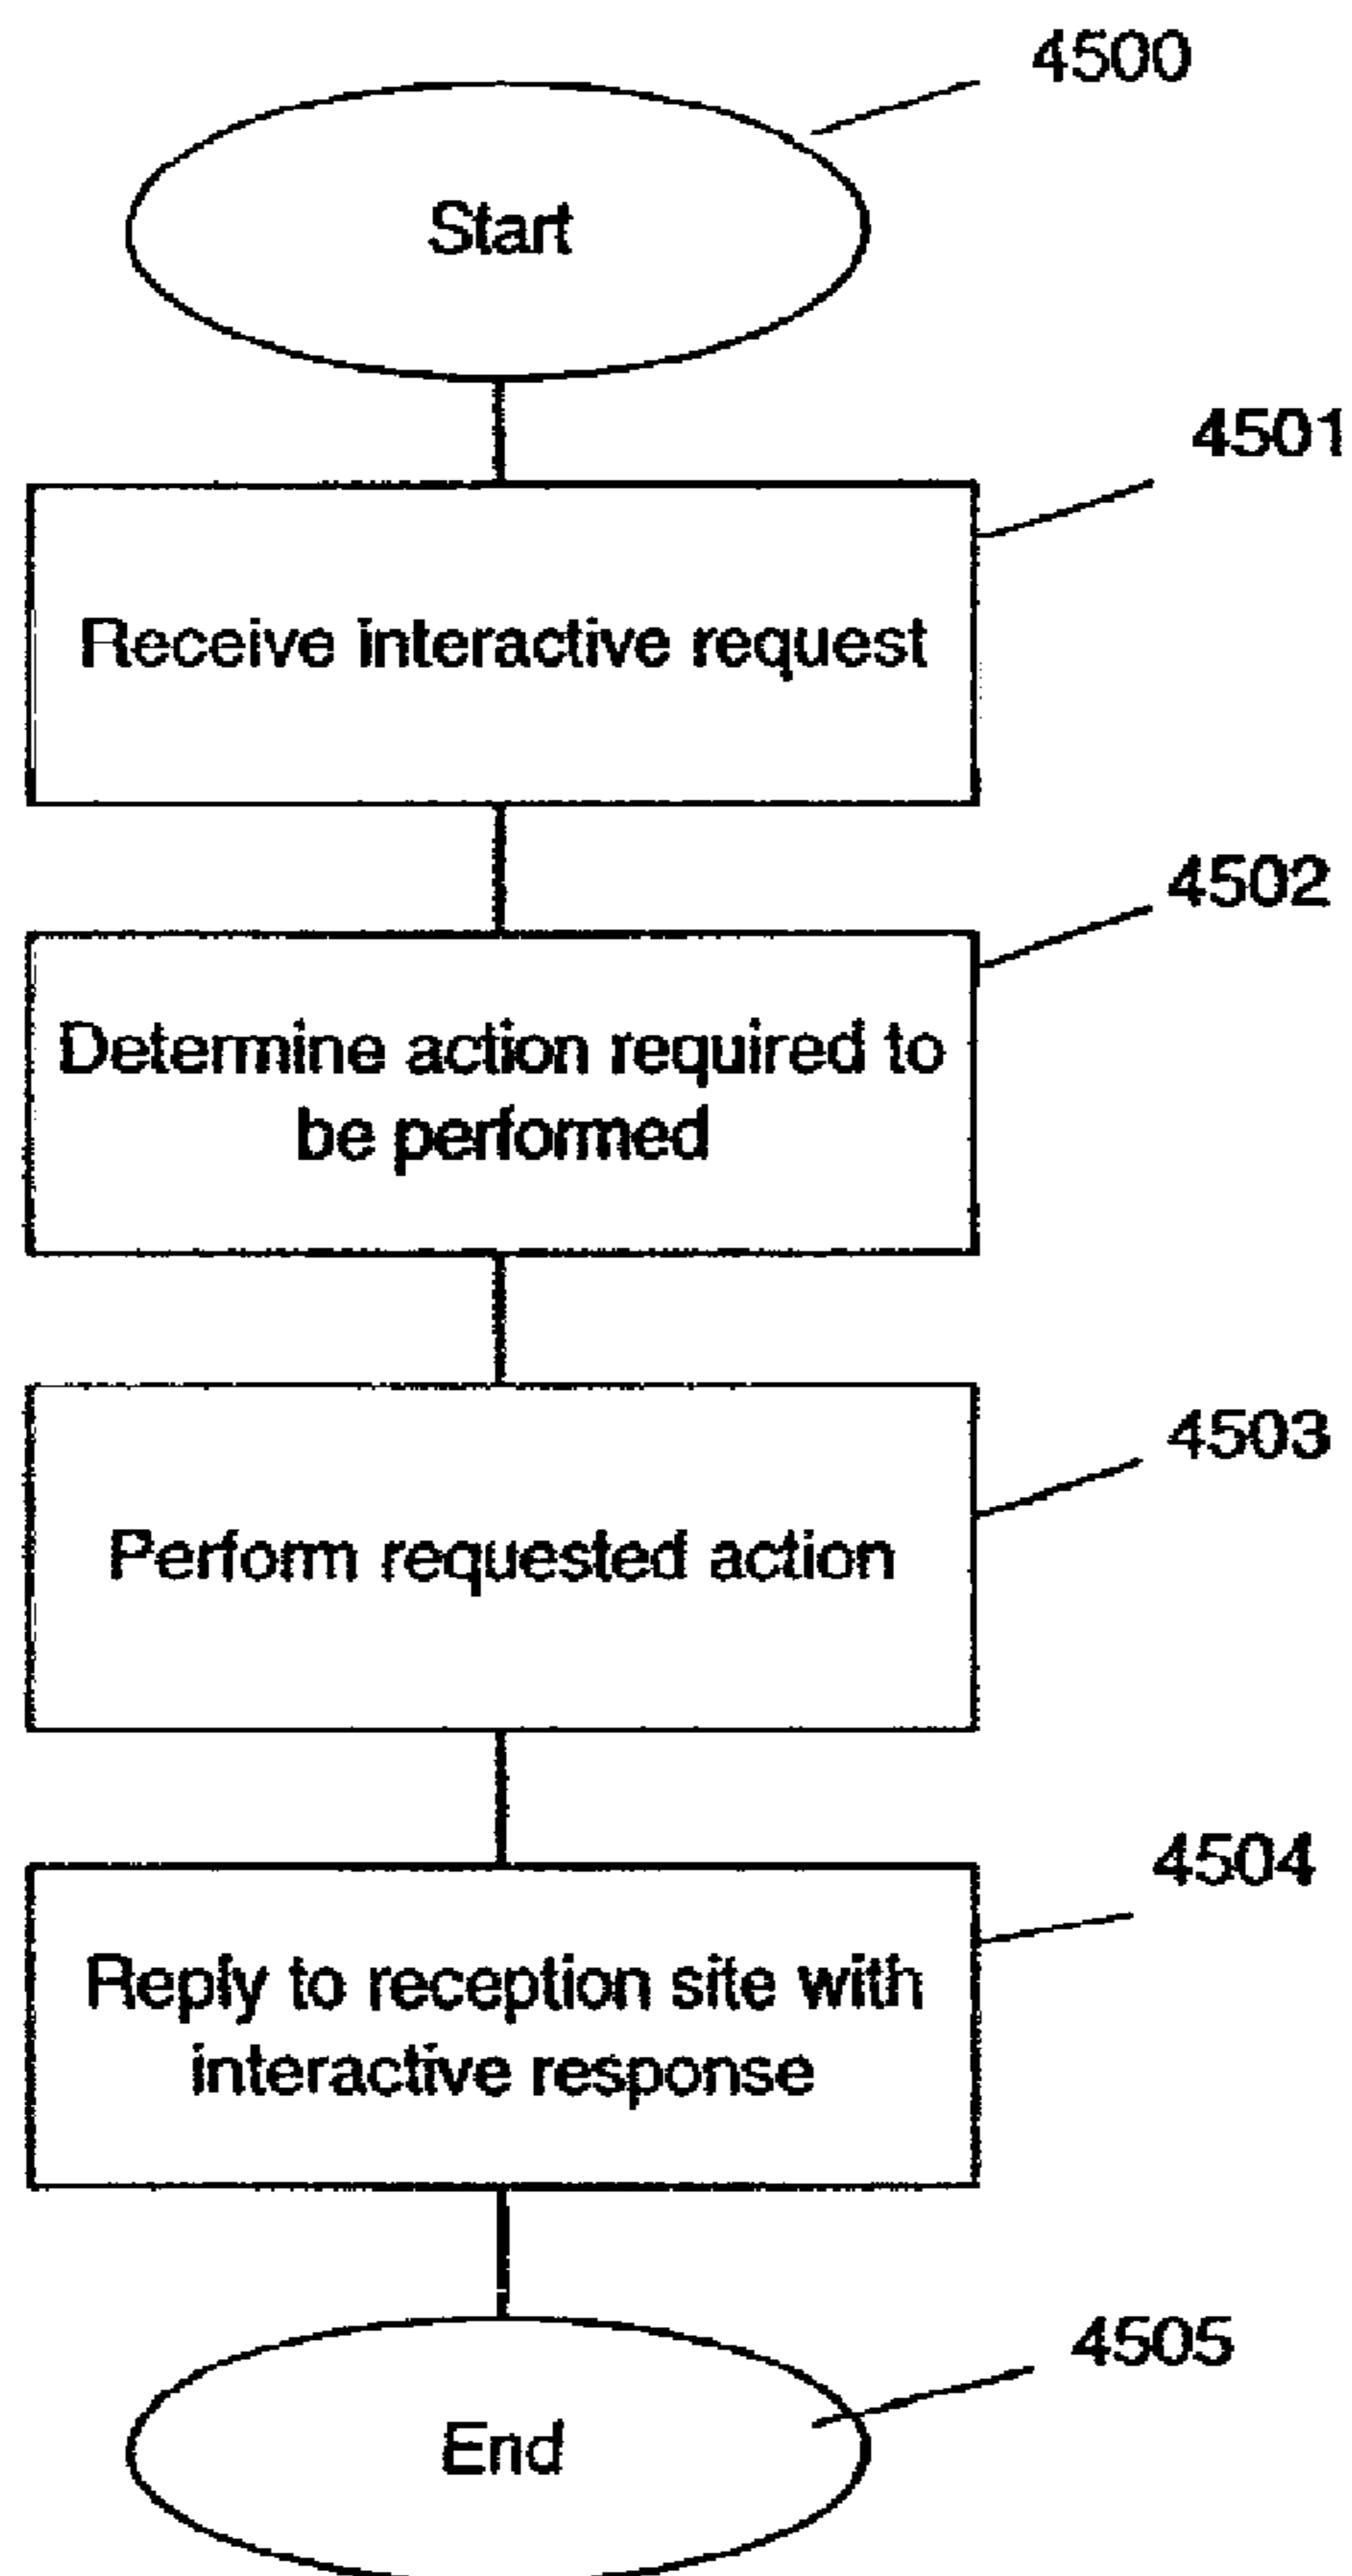 4500
Start
4501
Receive interactive request
4502
Determine action required to
be performed
4503
Perform requested action
4504
Reply to reception site with
interactive response
4505
End